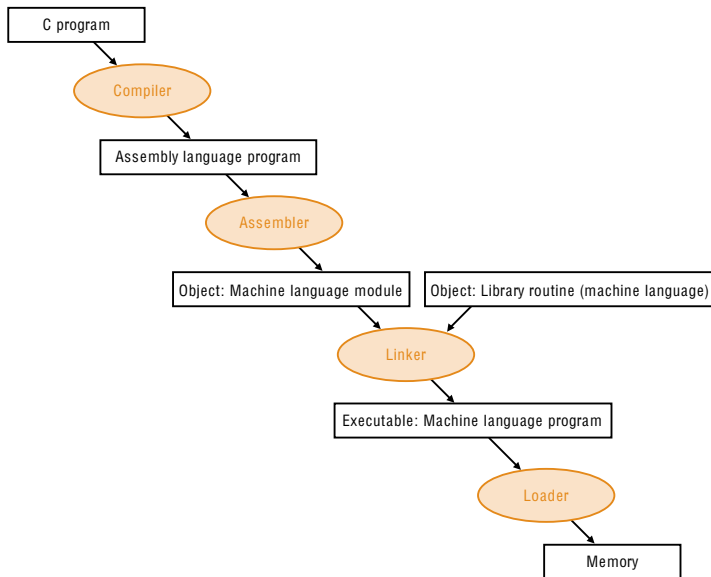 C program
Compiler
Assembly language program
Assembler
Object: Machine language module
Object: Library routine (machine language)
Linker
Executable: Machine language program
Loader
Memory